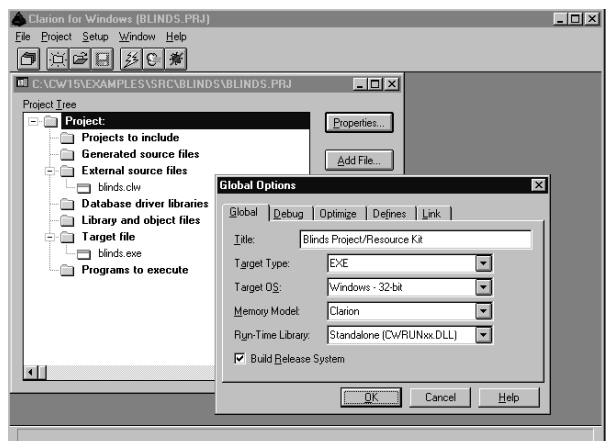 Clarion for Windows (BLINDS.PRJ)
File Project Setup Window Help
C:\CW15\EXAMPLES\SRC\BLINDS\BLINDS.PRJ
Project Tree
Project:
Projects to include
Generated source files
External source files
blinds.clw
Database driver libraries
Library and object files
Target file
blinds.exe
Programs to execute
Properties...
Add File...
Global Options
Global Debug Optimize Defines Link
Title: Blinds Project/Resource Kit
Target Type: EXE
Target OS: Windows - 32-bit
Memory Model: Clarion
Run-Time Library: Standalone (CWRUNxx.DLL)
Build Release System
OK Cancel Help